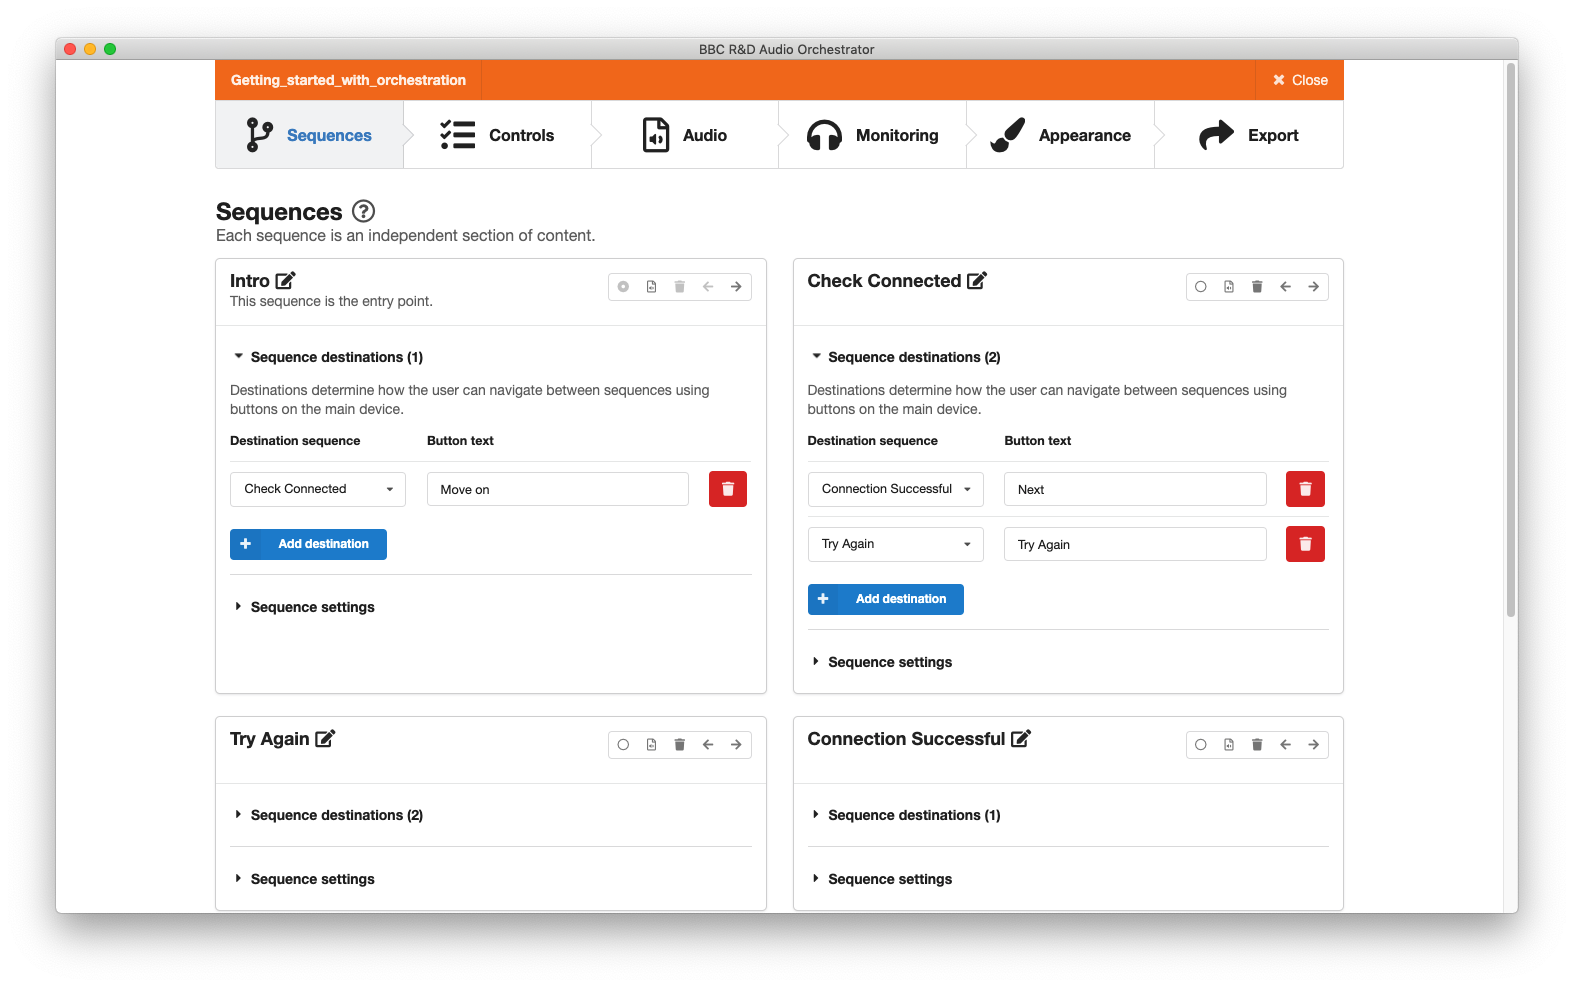 BBC R&D Audio Orchestrator
Getting_started_with_orchestration
Close
Sequences
Controls
Audio
Monitoring
Appearance
Export
Sequences
Each sequence is an independent section of content.
Intro
This sequence is the entry point.
Sequence destinations (1)
Destinations determine how the user can navigate between sequences using
buttons on the main device.
Destination sequence Button text
Check Connected Move on
Add destination
Sequence settings
Check Connected
Sequence destinations (2)
Destinations determine how the user can navigate between sequences using
buttons on the main device.
Destination sequence Button text
Connection Successful Next
Try Again Try Again
Add destination
Sequence settings
Try Again
Sequence destinations (2)
Sequence settings
Connection Successful
Sequence destinations (1)
Sequence settings